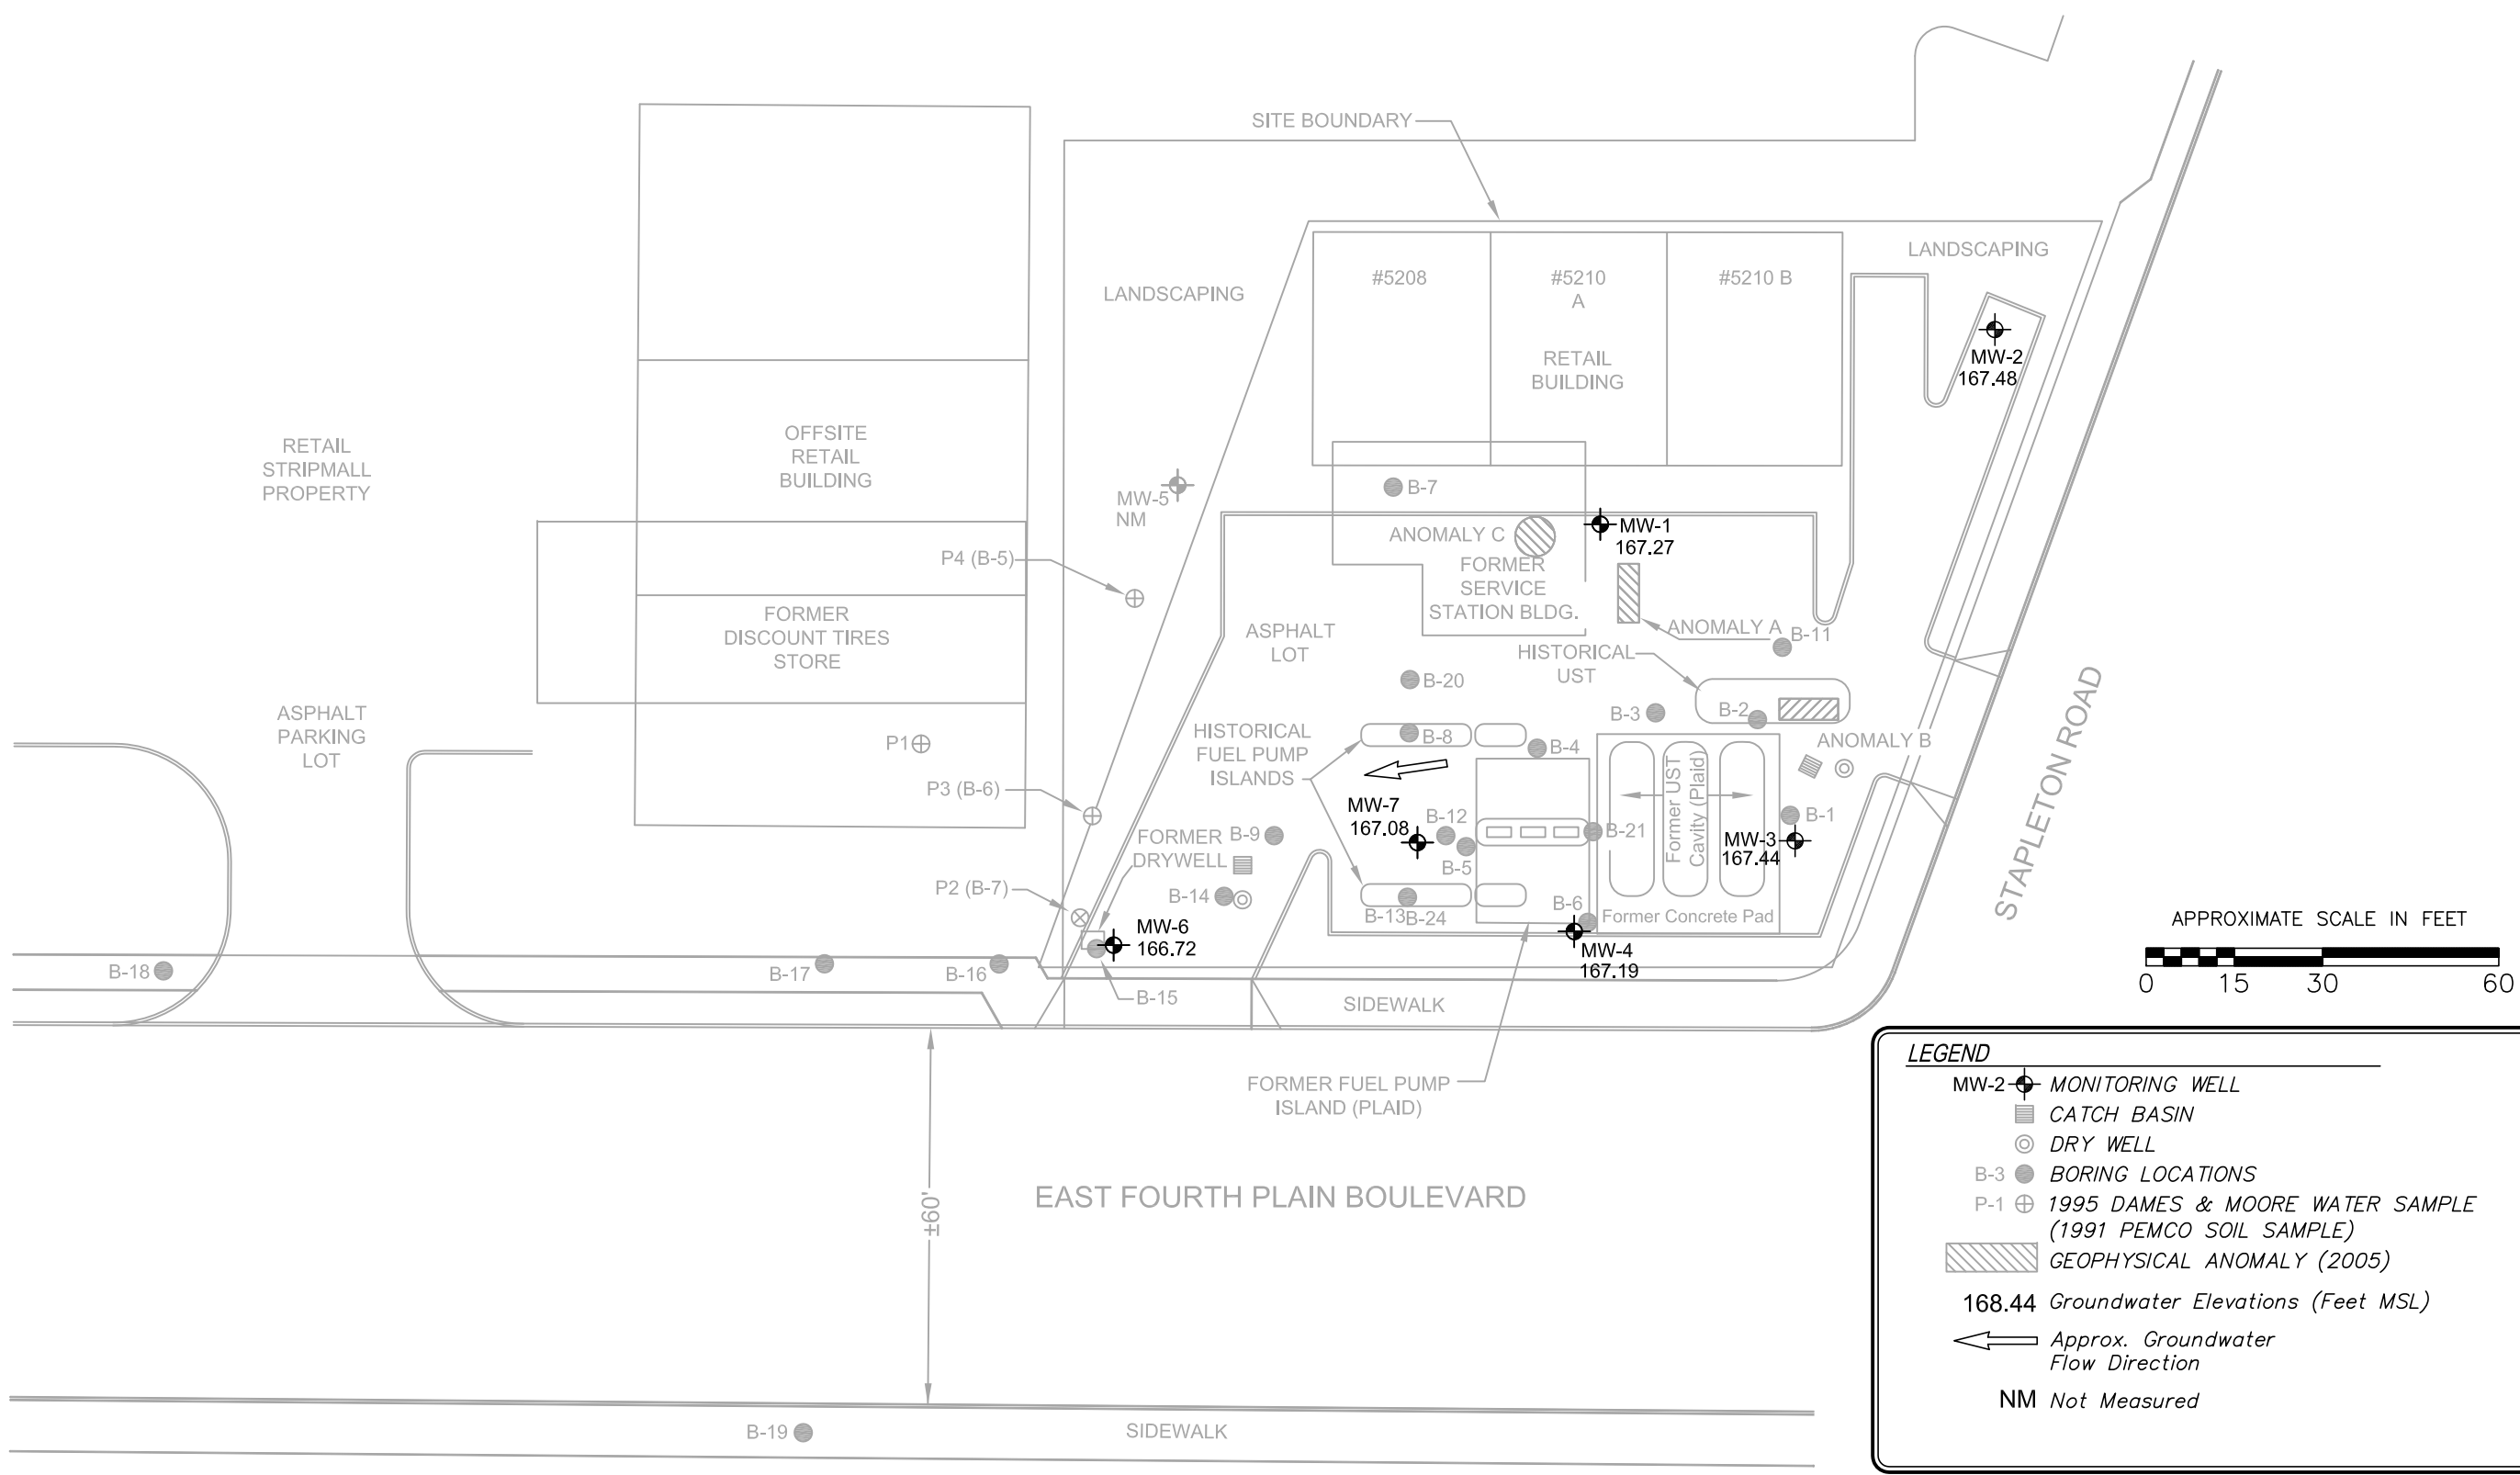 SITE BOUNDARY
LANDSCAPING
#5208
#5210
A
#5210 B
LANDSCAPING
RETAIL
BUILDING
MW-2
167.48
RETAIL
STRIPMALL
PROPERTY
OFFSITE
RETAIL
BUILDING
MW-5
NM
B-7
ANOMALY C
MW-1
167.27
P4 (B-5)
FORMER
SERVICE
STATION BLDG.
FORMER
DISCOUNT TIRES
STORE
ASPHALT
LOT
ANOMALY A
B-11
HISTORICAL
UST
B-20
STAPLETON ROAD
ASPHALT
PARKING
LOT
P1
HISTORICAL
FUEL PUMP
ISLANDS
B-8
B-4
B-3
B-2
ANOMALY B
P3 (B-6)
MW-7
167.08
B-12
B-5
B-21
Former UST
Cavity (Plaid)
B-1
MW-3
167.44
FORMER
DRYWELL
B-9
P2 (B-7)
B-14
B-13
B-24
B-6
Former Concrete Pad
MW-6
166.72
MW-4
167.19
B-18
B-17
B-16
B-15
SIDEWALK
APPROXIMATE SCALE IN FEET
0 15 30 60
FORMER FUEL PUMP
ISLAND (PLAID)
±60'
EAST FOURTH PLAIN BOULEVARD
B-19
SIDEWALK
LEGEND
MW-2 MONITORING WELL
CATCH BASIN
DRY WELL
B-3 BORING LOCATIONS
P-1 1995 DAMES & MOORE WATER SAMPLE
(1991 PEMCO SOIL SAMPLE)
GEOPHYSICAL ANOMALY (2005)
168.44 Groundwater Elevations (Feet MSL)
Approx. Groundwater
Flow Direction
NM Not Measured